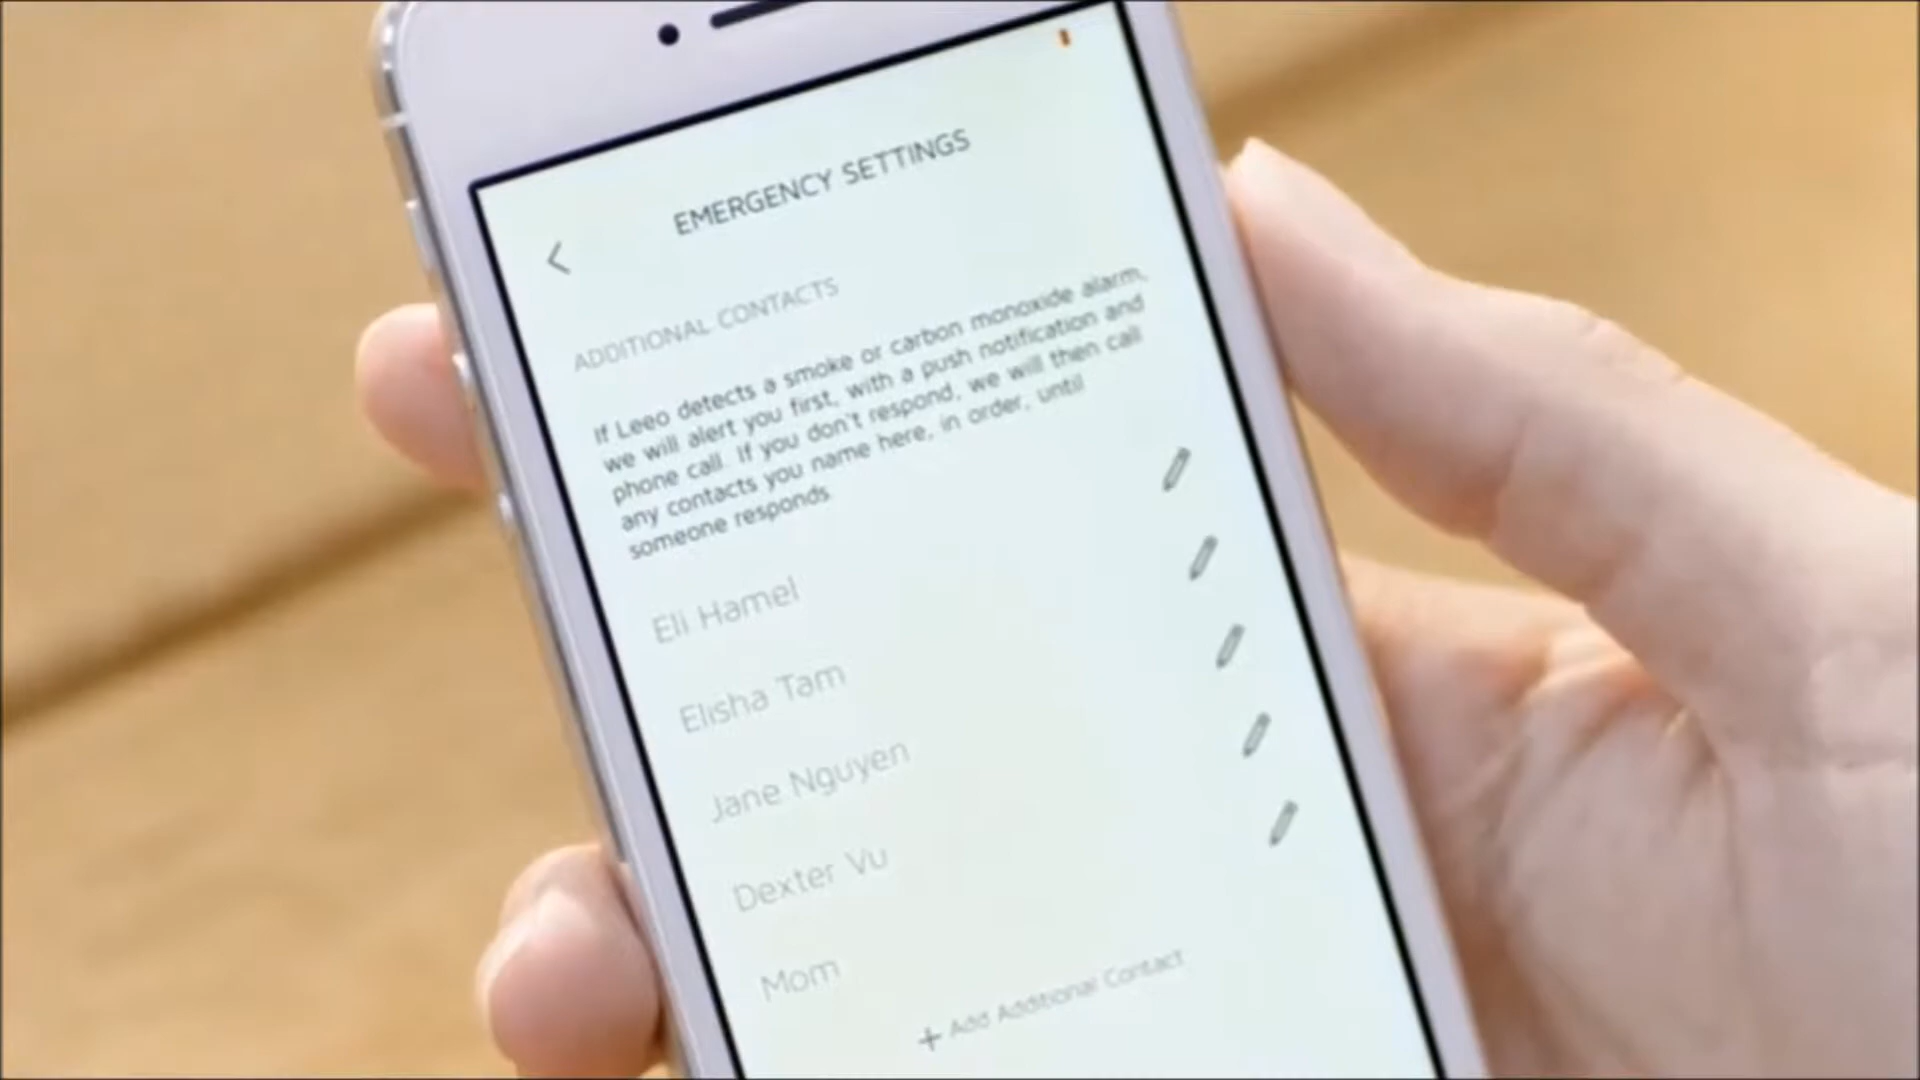 EMERGENCY SETTINGS
ADDITIONAL CONTACTS
If Leeo detects a smoke or carbon monoxide alarm,
we will alert you first, with a push notification and
phone call. If you don't respond, we will then call
any contacts you name here, in order, until
someone responds.
Eli Hamel
Elisha Tam
Jane Nguyen
Dexter Vu
Mom
+ Add Additional Contact